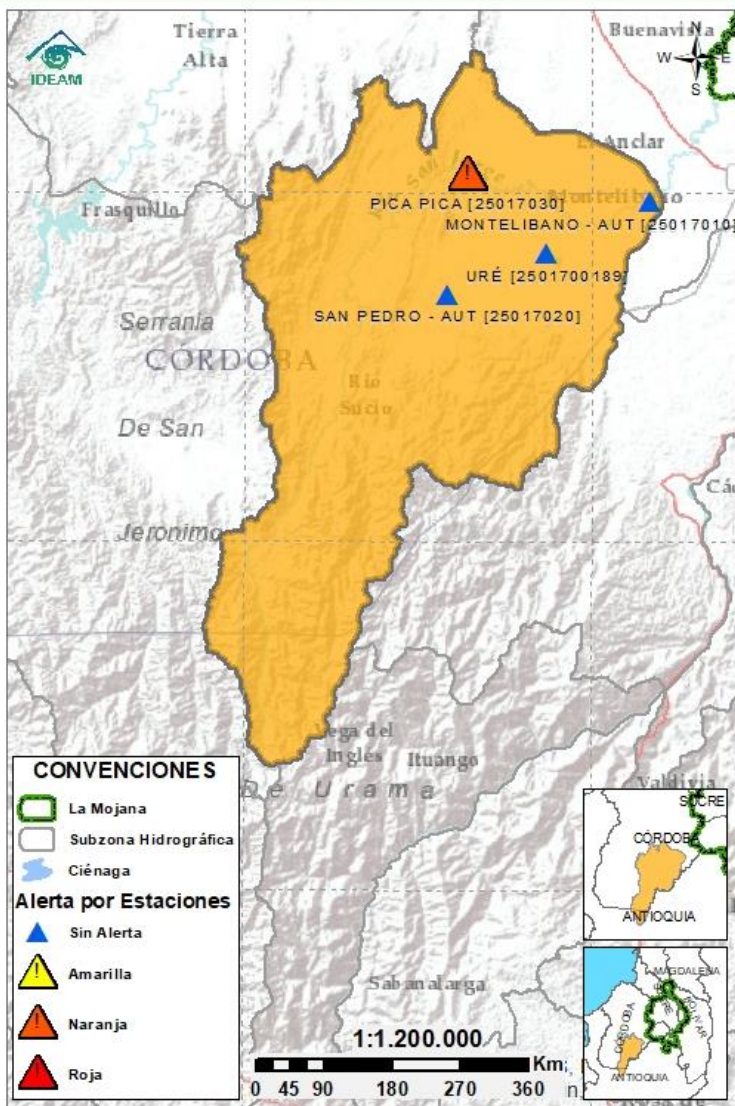 IDEAM
Tierra
Alta
Buenavista
N
W
E
S
El Anclar
Frasquillo
PICA PICA [25017030]
Montelibano
MONTELIBANO - AUT [25017010]
URÉ [2501700189]
SAN PEDRO - AUT [25017020]
Serrania
CÓRDOBA
Rio
Sucio
De San
Jeronimo
Ituango
Ingles
De Urama
Valdivia
Sabanalarga
CONVENCIONES
La Mojana
Subzona Hidrográfica
Ciénaga
Alerta por Estaciones
Sin Alerta
Amarilla
Naranja
Roja
1:1.200.000
Km
0 45 90 180 270 360
SUCRE
CÓRDOBA
ANTIOQUIA
MAGDALENA
CORDOBA
ANTIOQUIA